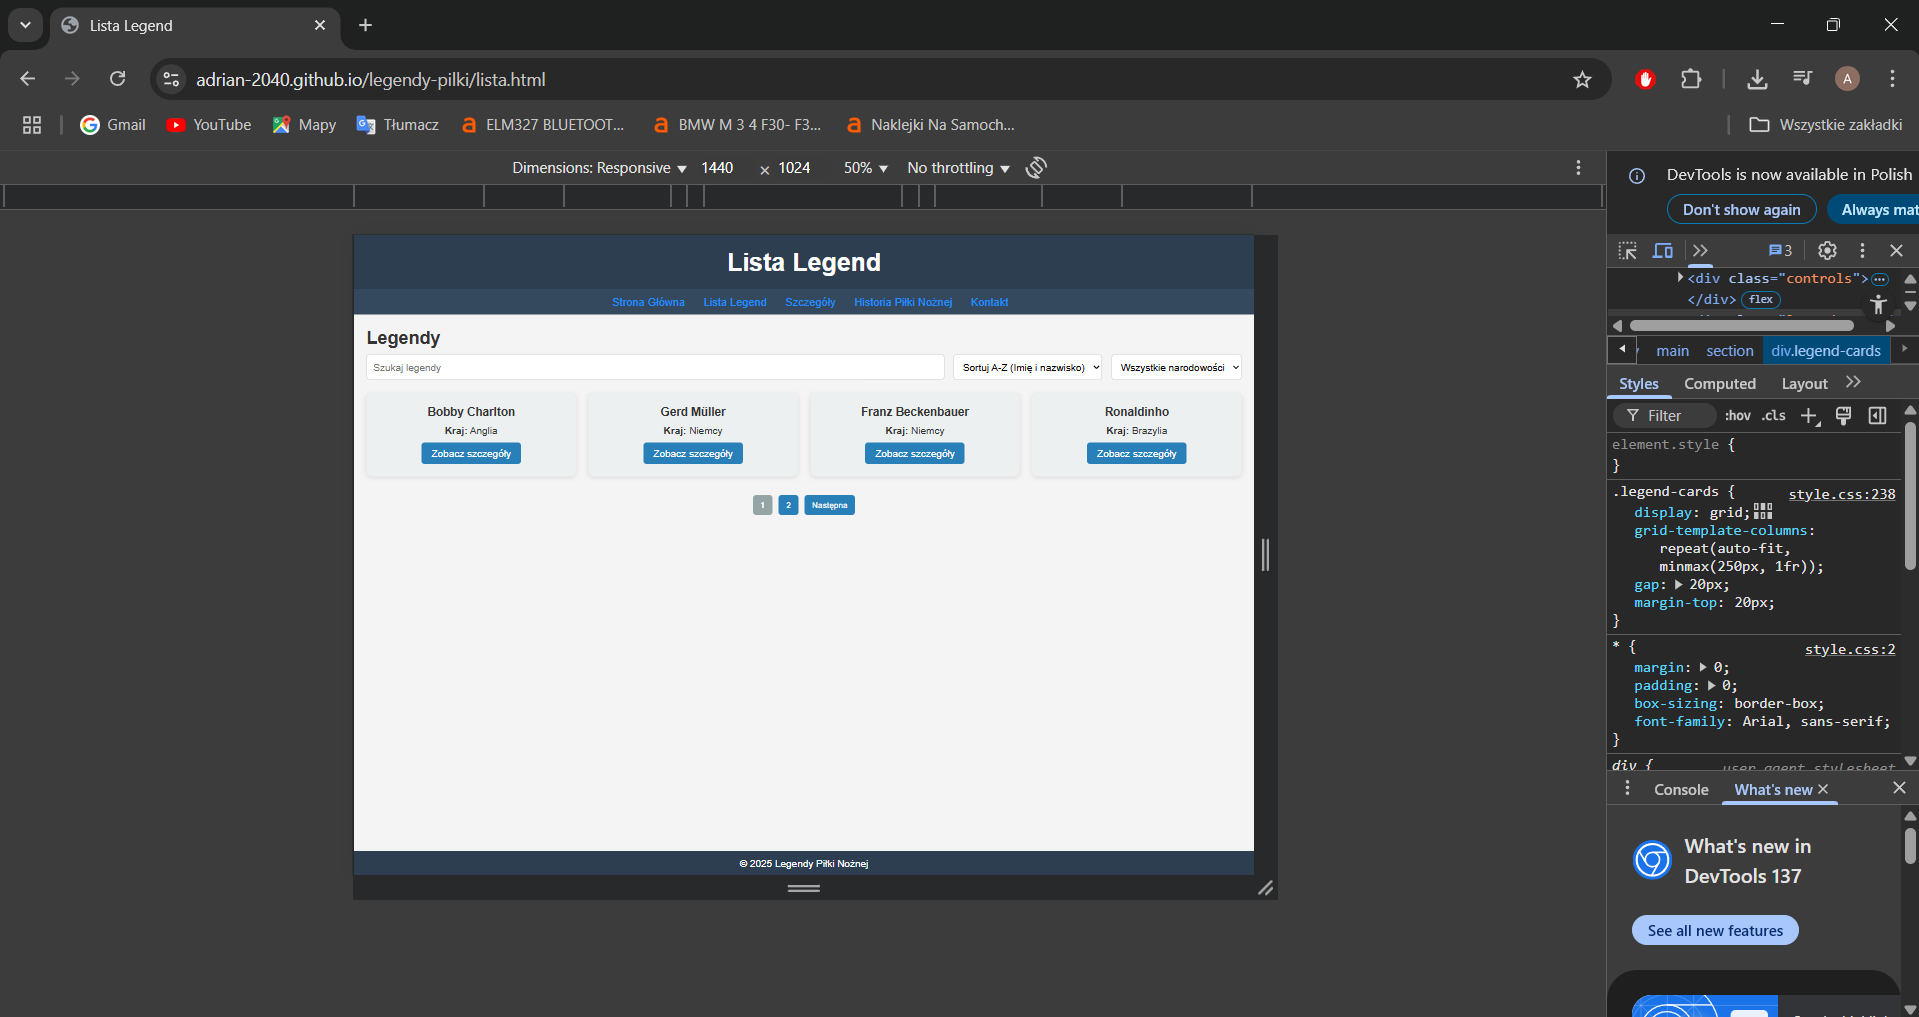 Lista Legend
adrian-2040.github.io/legendy-pilki/lista.html
A
Gmail
YouTube
Mapy
Tłumacz
ELM327 BLUETOOT...
BMW M 3 4 F30- F3...
Naklejki Na Samoch...
Wszystkie zakładki
Dimensions: Responsive 1440 × 1024 50% No throttling
DevTools is now available in Polish
Don't show again
Always mat
3
<div class="controls">
</div> flex
main section div.legend-cards
Styles Computed Layout
Filter :hov .cls
element.style {
}
.legend-cards { style.css:238
display: grid;
grid-template-columns:
repeat(auto-fit,
minmax(250px, 1fr));
gap: 20px;
margin-top: 20px;
}
* { style.css:2
margin: 0;
padding: 0;
box-sizing: border-box;
font-family: Arial, sans-serif;
}
div { user agent stylesheet
Console What's new
What's new in
DevTools 137
See all new features
Lista Legend
Strona Główna Lista Legend Szczegóły Historia Piłki Nożnej Kontakt
Legendy
Szukaj legendy
Sortuj A-Z (Imię i nazwisko)
Wszystkie narodowości
Bobby Charlton
Kraj: Anglia
Zobacz szczegóły
Gerd Müller
Kraj: Niemcy
Zobacz szczegóły
Franz Beckenbauer
Kraj: Niemcy
Zobacz szczegóły
Ronaldinho
Kraj: Brazylia
Zobacz szczegóły
1 2 Następna
© 2025 Legendy Piłki Nożnej